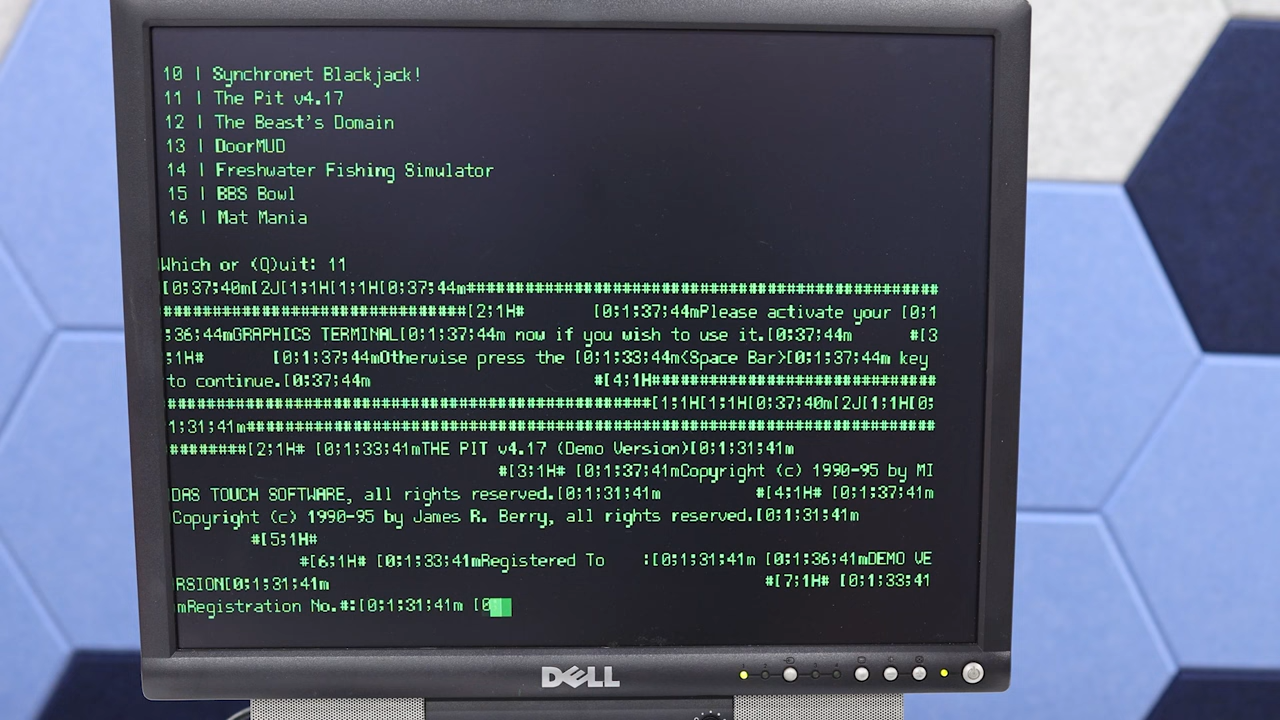 10 | Synchronet Blackjack!
11 | The Pit v4.17
12 | The Beast's Domain
13 | DoorMUD
14 | Freshwater Fishing Simulator
15 | BBS Bowl
16 | Mat Mania
Which or (Q)uit: 11
[0;37;40m[2J[1;1H[1;1H[0;37;44m################################################
###############################[2;1H#       [0;1;37;44mPlease activate your [0;1
;36;44mGRAPHICS TERMINAL[0;1;37;44m now if you wish to use it.[0;37;44m      #[3
;1H#       [0;1;37;44mOtherwise press the [0;1;33;44m<Space Bar>[0;1;37;44m key
to continue.[0;37;44m                       #[4;1H#############################
#################################################[1;1H[1;1H[0;37;40m[2J[1;1H[0;
1;31;41m#######################################################################
########[2;1H# [0;1;33;41mTHE PIT v4.17 (Demo Version)[0;1;31;41m
#[3;1H# [0;1;37;41mCopyright (c) 1990-95 by MI
DAS TOUCH SOFTWARE, all rights reserved.[0;1;31;41m          #[4;1H# [0;1;37;41m
Copyright (c) 1990-95 by James R. Berry, all rights reserved.[0;1;31;41m
#[5;1H#
#[6;1H# [0;1;33;41mRegistered To    :[0;1;31;41m [0;1;36;41mDEMO VE
RSION[0;1;31;41m                                             #[7;1H# [0;1;33;41
mRegistration No.#:[0;1;31;41m [0;
DELL